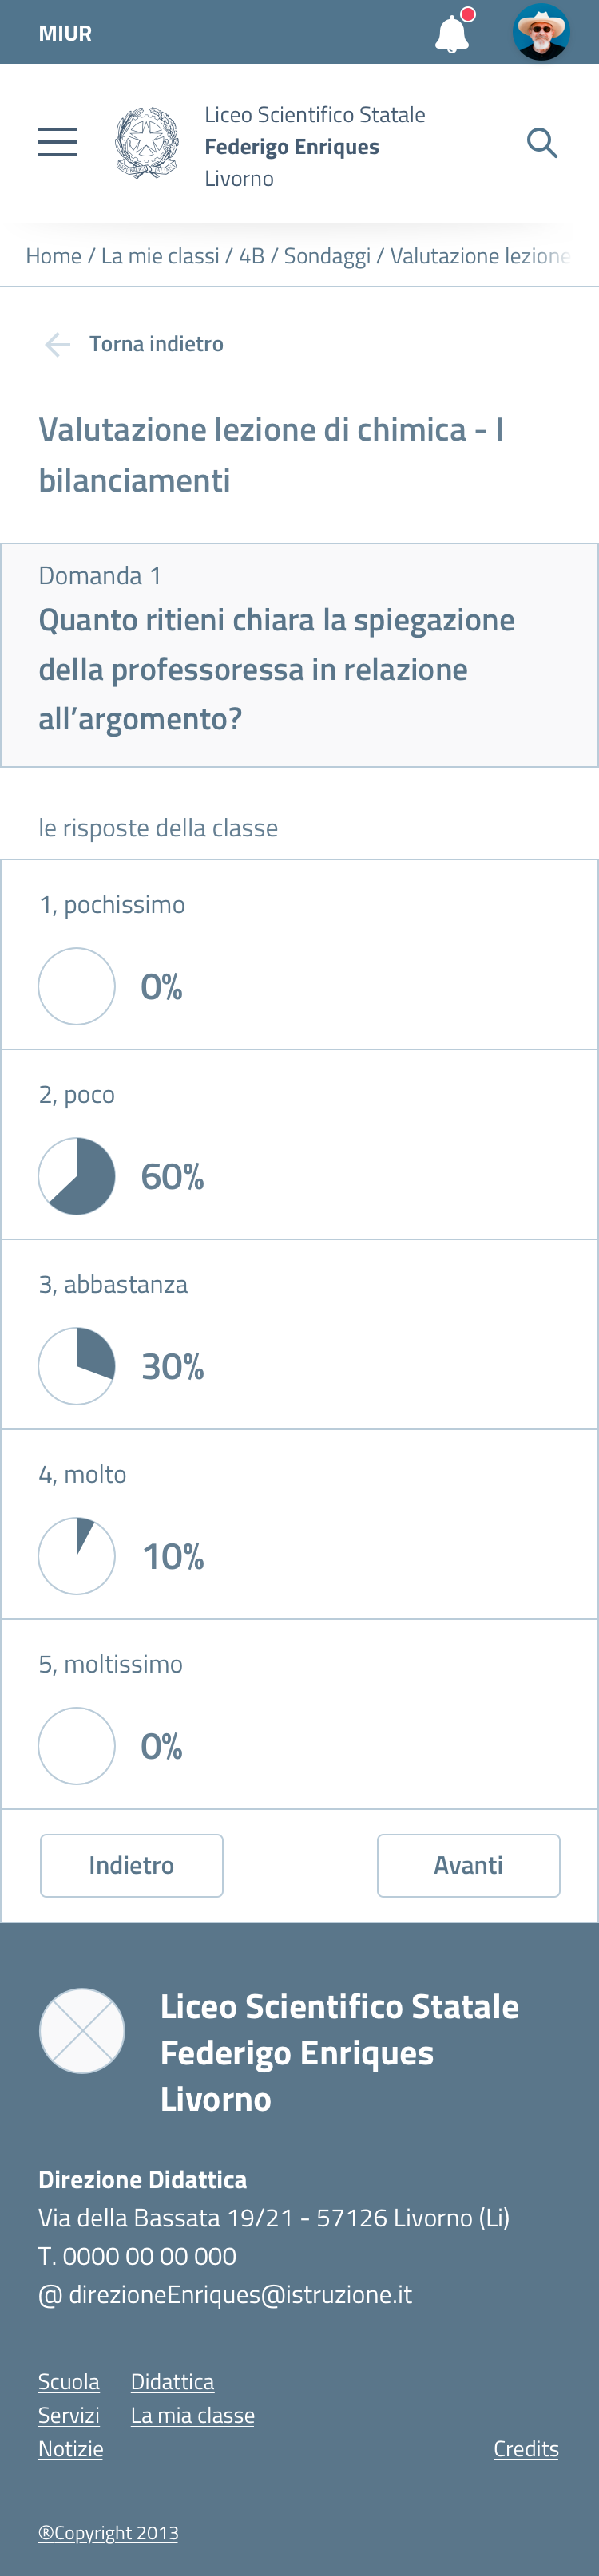 MIUR
Liceo Scientifico Statale
Federigo Enriques
Livorno
Home / La mie classi / 4B / Sondaggi / Valutazione lezione
Torna indietro
Valutazione lezione di chimica - I
bilanciamenti
Domanda 1
Quanto ritieni chiara la spiegazione
della professoressa in relazione
all’argomento?
le risposte della classe
1, pochissimo
0%
2, poco
60%
3, abbastanza
30%
4, molto
10%
5, moltissimo
0%
Indietro Avanti
Liceo Scientifico Statale
Federigo Enriques
Livorno
Direzione Didattica
Via della Bassata 19/21 - 57126 Livorno (Li)
T. 0000 00 00 000
@ direzioneEnriques@istruzione.it
Scuola Didattica
Servizi La mia classe
Notizie Credits
®Copyright 2013